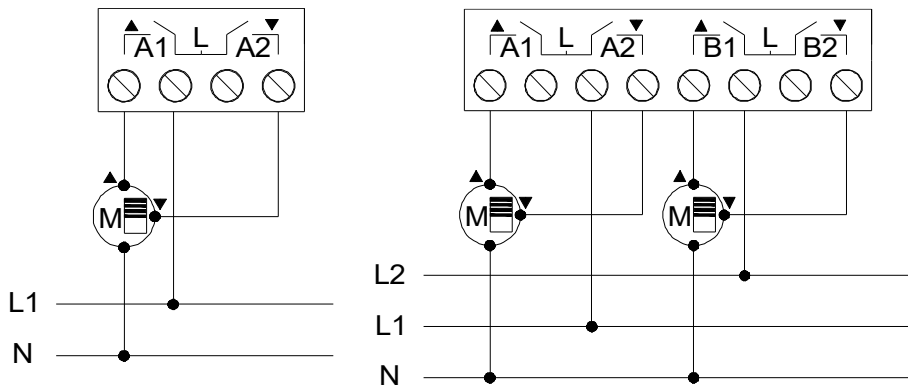 ▲ A1 L A2 ▼
▲ M ▼
L1
N
▲ A1 L A2 ▼ ▲ B1 L B2 ▼
▲ M ▼ ▲ M ▼
L2
L1
N